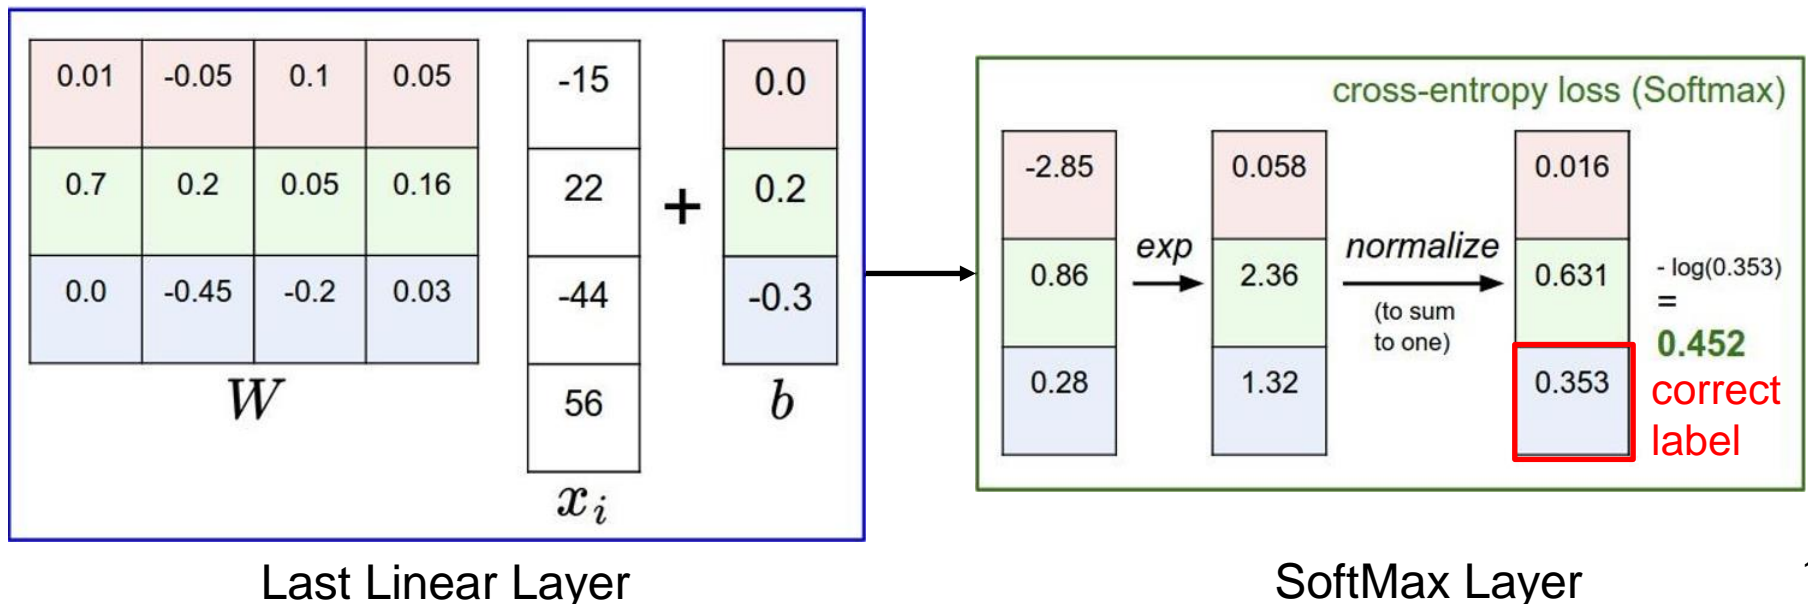 0.01 -0.05 0.1 0.05
0.7 0.2 0.05 0.16
0.0 -0.45 -0.2 0.03
W
-15
22
-44
56
x_i
+
0.0
0.2
-0.3
b
Last Linear Layer
cross-entropy loss (Softmax)
-2.85
0.86
0.28
exp
0.058
2.36
1.32
normalize
(to sum
to one)
0.016
0.631
0.353
- log(0.353)
=
0.452
correct
label
SoftMax Layer